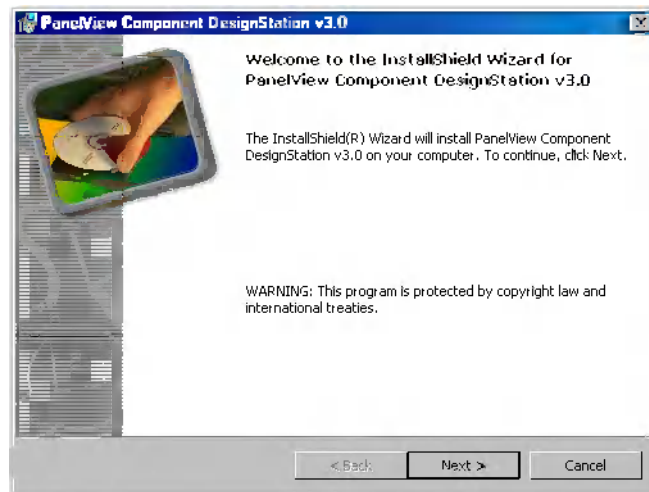 PanelView Component DesignStation v3.0
Welcome to the InstallShield Wizard for
PanelView Component DesignStation v3.0
The InstallShield(R) Wizard will install PanelView Component
DesignStation v3.0 on your computer. To continue, click Next.
WARNING: This program is protected by copyright law and
international treaties.
< Back
Next >
Cancel